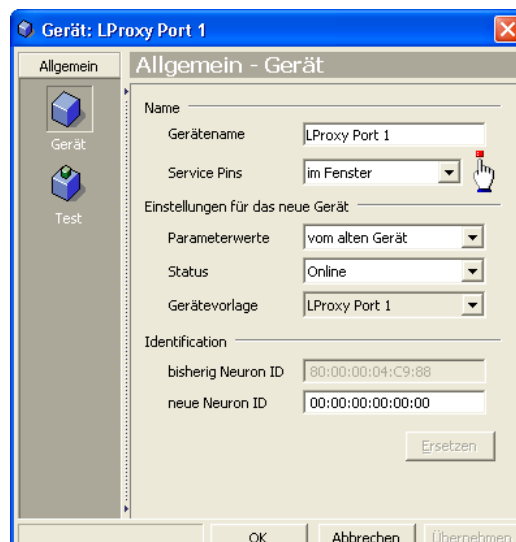 Gerät: LProxy Port 1
Allgemein
Allgemein - Gerät
Gerät
Test
Name
Gerätename LProxy Port 1
Service Pins im Fenster
Einstellungen für das neue Gerät
Parameterwerte vom alten Gerät
Status Online
Gerätevorlage LProxy Port 1
Identification
bisherig Neuron ID 80:00:00:04:C9:88
neue Neuron ID 00:00:00:00:00:00
Ersetzen
OK Abbrechen Übernehmen